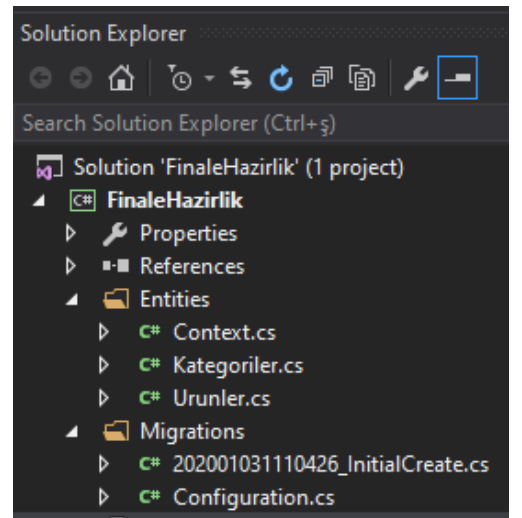 Solution Explorer
Search Solution Explorer (Ctrl+ş)
Solution 'FinaleHazirlik' (1 project)
C# FinaleHazirlik
Properties
References
Entities
C# Context.cs
C# Kategoriler.cs
C# Urunler.cs
Migrations
C# 202001031110426_InitialCreate.cs
C# Configuration.cs